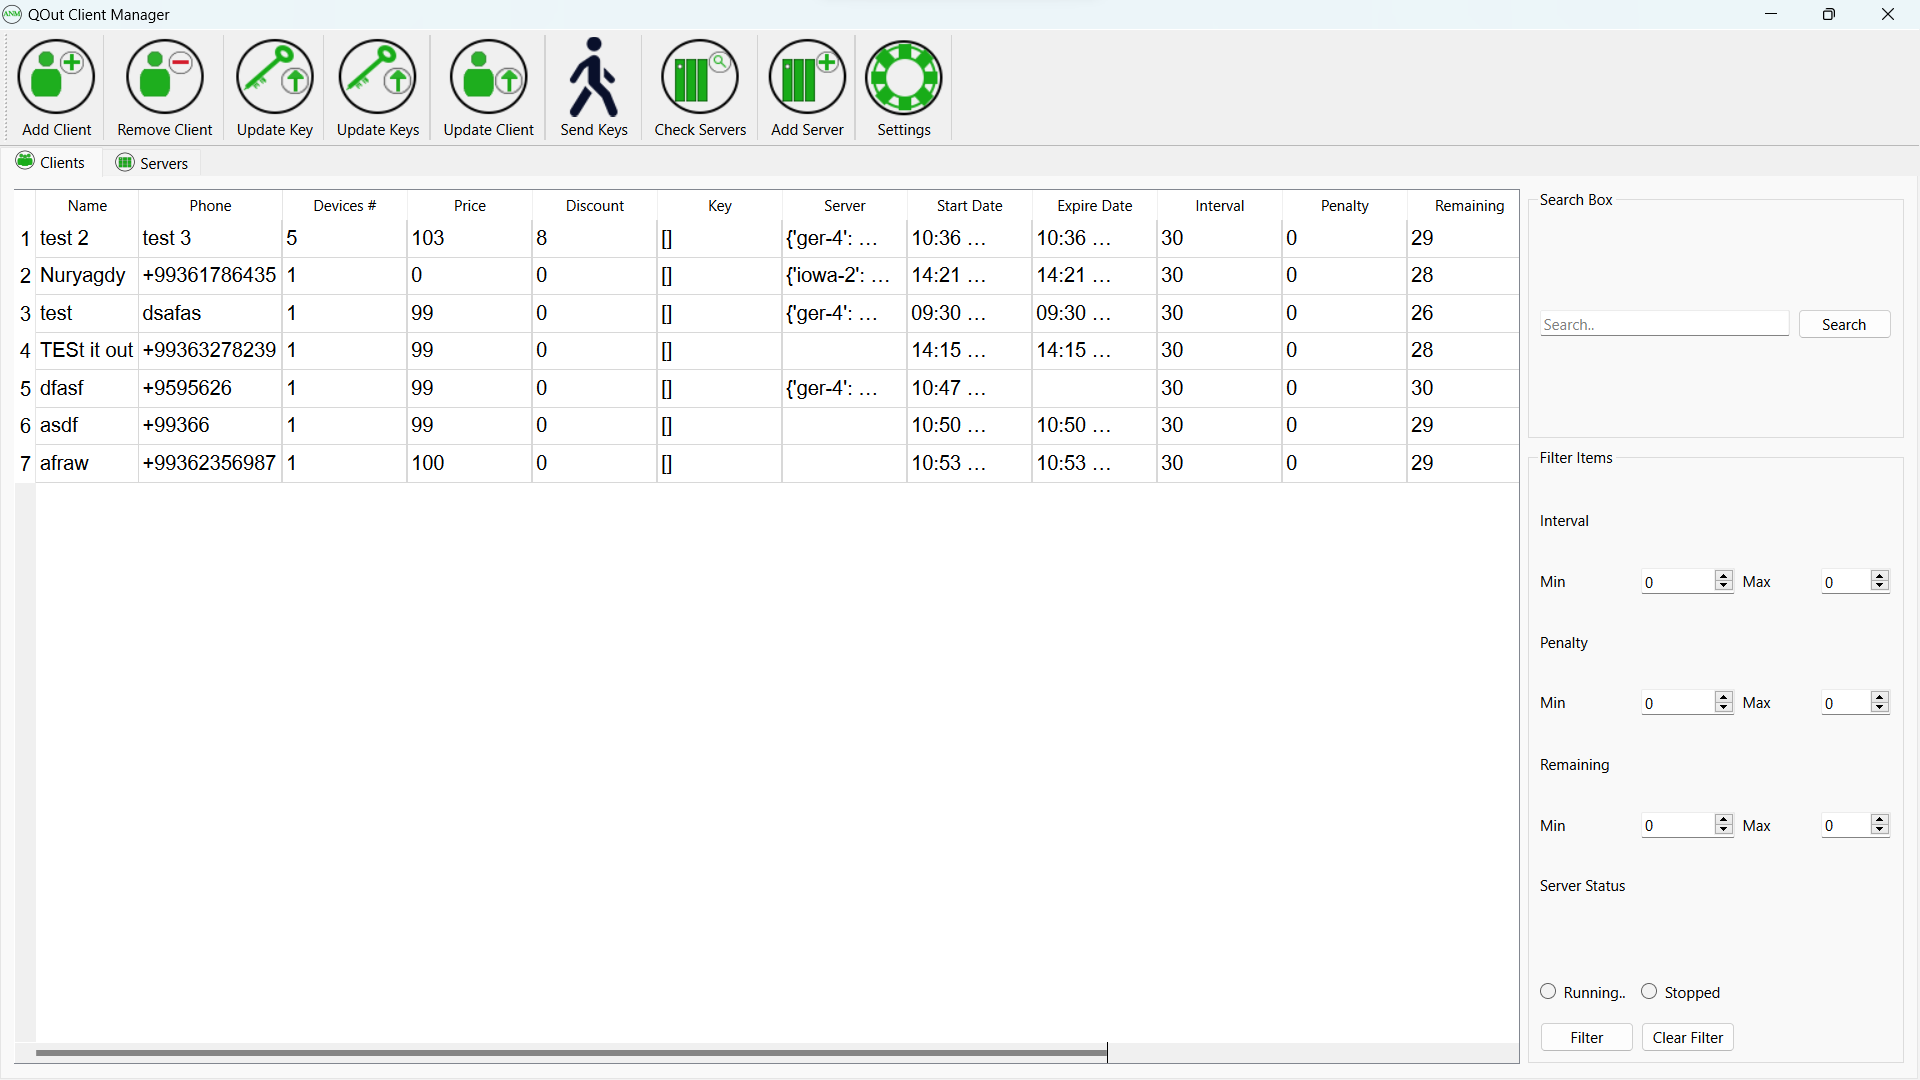 QOut Client Manager
Add Client Remove Client Update Key Update Keys Update Client Send Keys Check Servers Add Server Settings
Clients Servers
Name Phone Devices # Price Discount Key Server Start Date Expire Date Interval Penalty Remaining
1 test 2 test 3 5 103 8 [] {'ger-4': ... 10:36 ... 10:36 ... 30 0 29
2 Nuryagdy +99361786435 1 0 0 [] {'iowa-2': ... 14:21 ... 14:21 ... 30 0 28
3 test dsafas 1 99 0 [] {'ger-4': ... 09:30 ... 09:30 ... 30 0 26
4 TESt it out +99363278239 1 99 0 [] 14:15 ... 14:15 ... 30 0 28
5 dfasf +9595626 1 99 0 [] {'ger-4': ... 10:47 ... 30 30
6 asdf +99366 1 99 0 [] 10:50 ... 10:50 ... 30 0 29
7 afraw +99362356987 1 100 0 [] 10:53 ... 10:53 ... 30 0 29
Search Box
Search.. Search
Filter Items
Interval
Min 0 Max 0
Penalty
Min 0 Max 0
Remaining
Min 0 Max 0
Server Status
Running.. Stopped
Filter Clear Filter